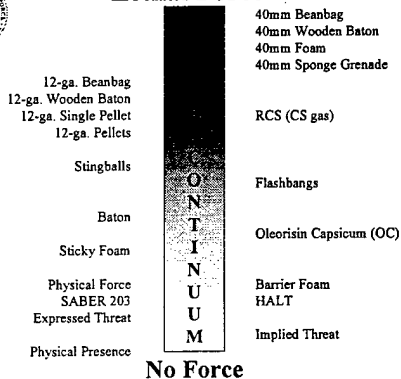 40mm Beanbag
40mm Wooden Baton
40mm Foam
40mm Sponge Grenade
12-ga. Beanbag
12-ga. Wooden Baton
12-ga. Single Pellet
12-ga. Pellets
RCS (CS gas)
Stingballs
Flashbangs
Baton
Oleorisin Capsicum (OC)
Sticky Foam
Physical Force
SABER 203
Expressed Threat
Barrier Foam
HALT
Implied Threat
Physical Presence
CONTINUUM
No Force